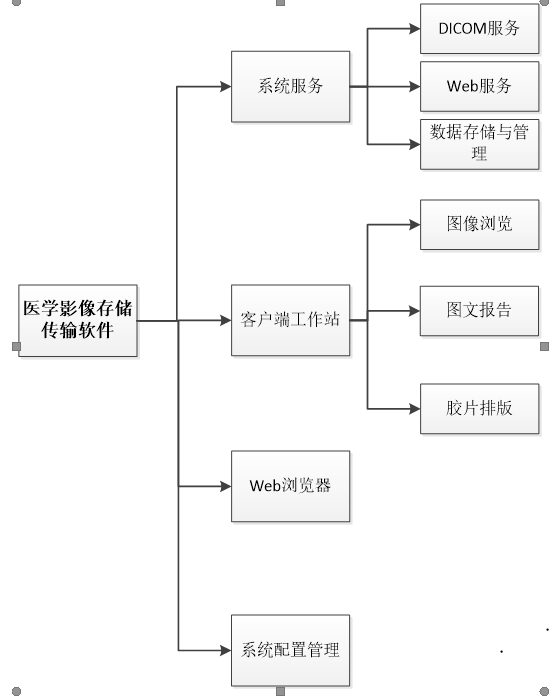 DICOM服务
系统服务
Web服务
数据存储与管
理
图像浏览
医学影像存储
传输软件
客户端工作站
图文报告
胶片排版
Web浏览器
系统配置管理